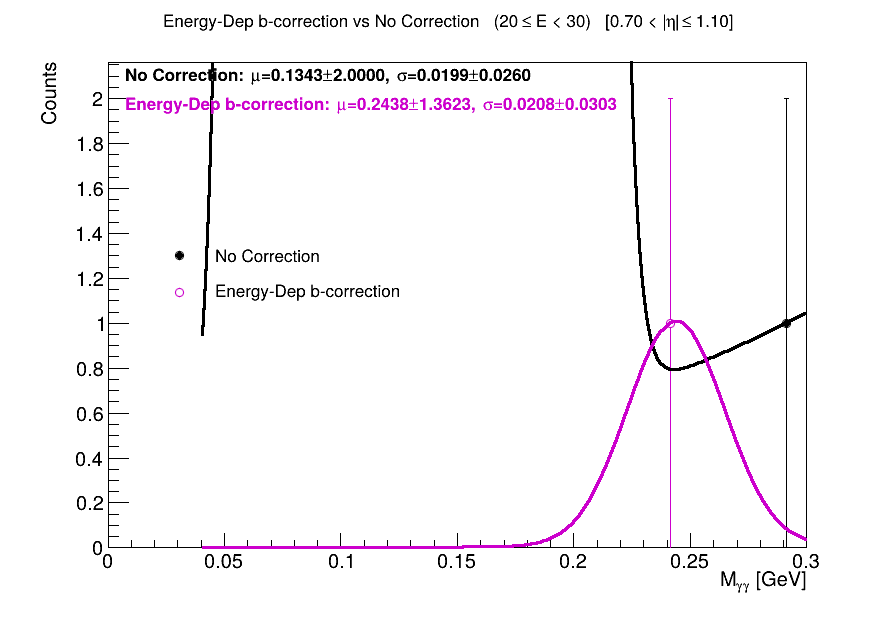 Energy-Dep b-correction vs No Correction (20 ≤ E < 30) [0.70 < |η| ≤ 1.10]
Counts
No Correction: μ=0.1343±2.0000, σ=0.0199±0.0260
Energy-Dep b-correction: μ=0.2438±1.3623, σ=0.0208±0.0303
2
1.8
1.6
1.4
1.2
1
0.8
0.6
0.4
0.2
0
No Correction
Energy-Dep b-correction
0 0.05 0.1 0.15 0.2 0.25 0.3
Mγγ [GeV]